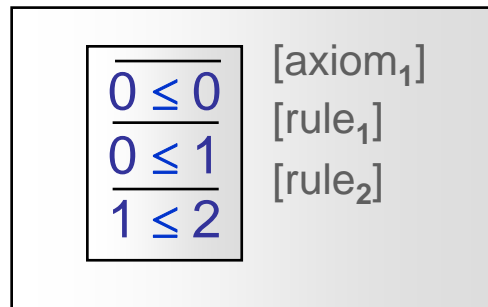 [axiom₁]
0 ≤ 0
[rule₁]
0 ≤ 1
[rule₂]
1 ≤ 2